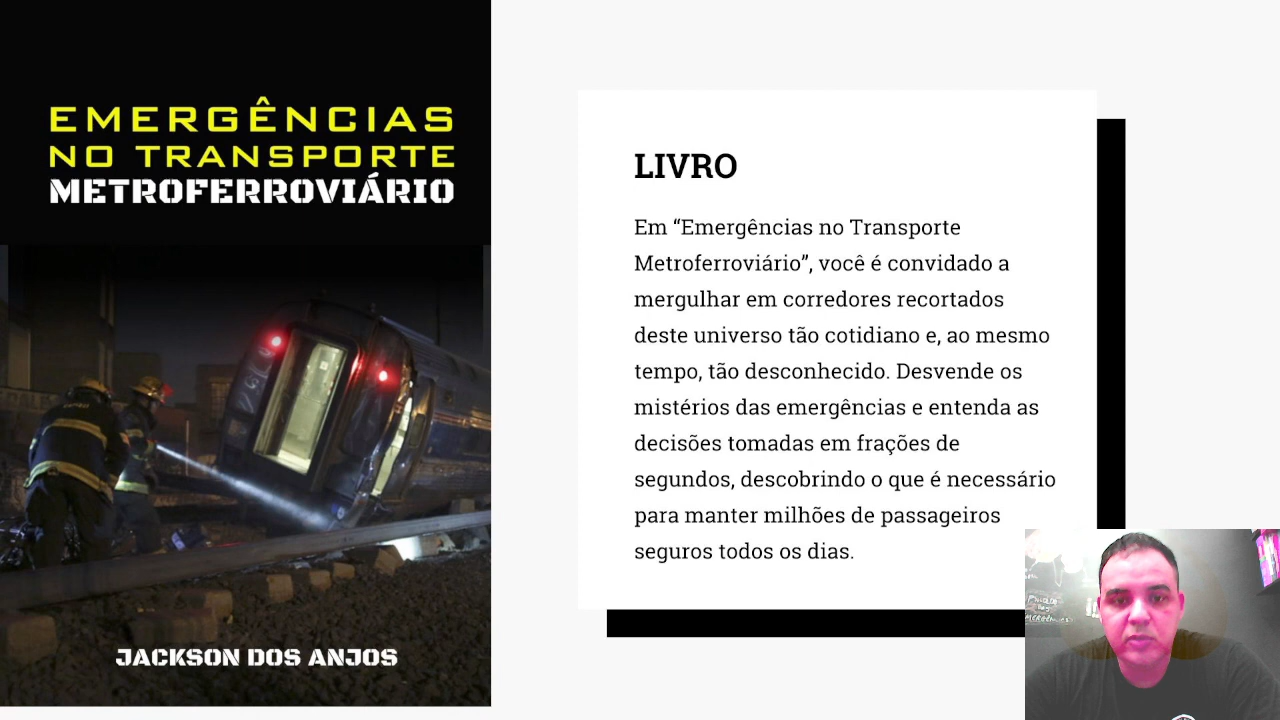 EMERGÊNCIAS
NO TRANSPORTE
METROFERROVIÁRIO
JACKSON DOS ANJOS
LIVRO
Em “Emergências no Transporte
Metroferroviário”, você é convidado a
mergulhar em corredores recortados
deste universo tão cotidiano e, ao mesmo
tempo, tão desconhecido. Desvende os
mistérios das emergências e entenda as
decisões tomadas em frações de
segundos, descobrindo o que é necessário
para manter milhões de passageiros
seguros todos os dias.